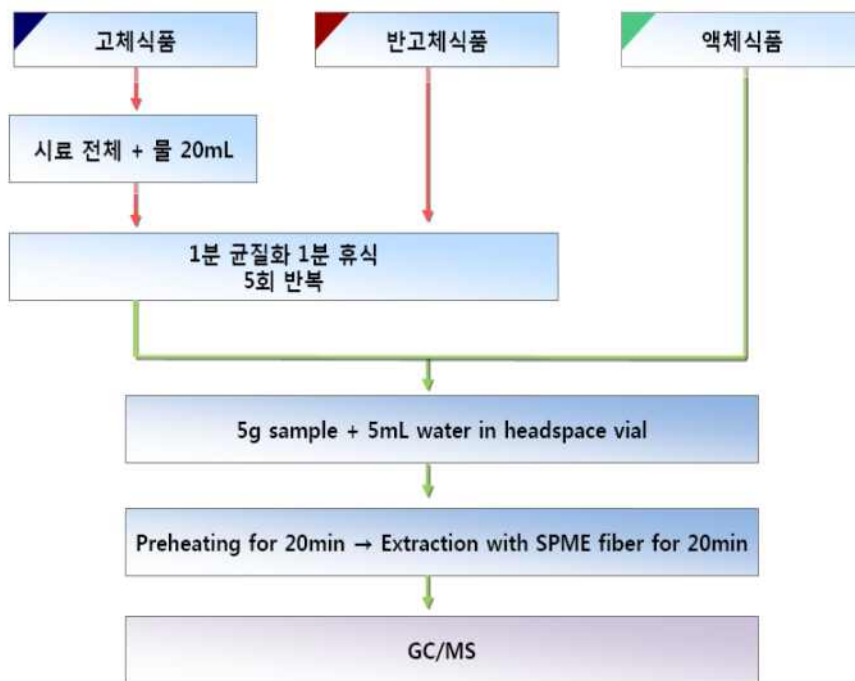 고체식품
반고체식품
액체식품
시료 전체 + 물 20mL
1분 균질화 1분 휴식
5회 반복
5g sample + 5mL water in headspace vial
Preheating for 20min → Extraction with SPME fiber for 20min
GC/MS